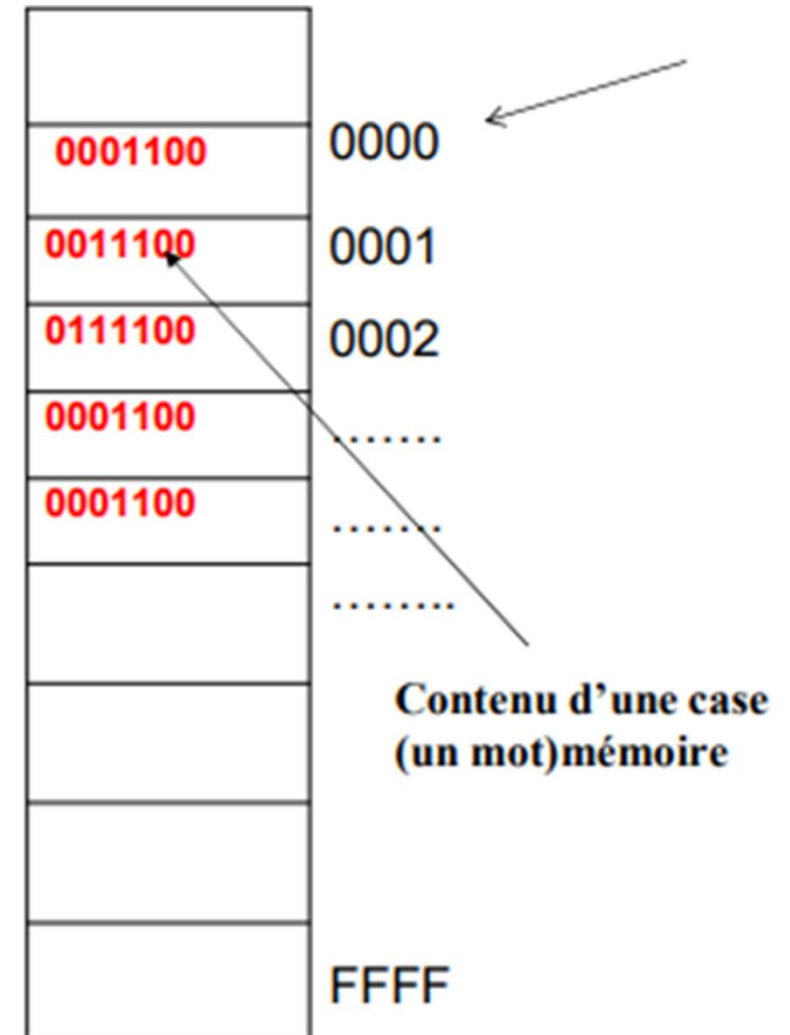 0001100 0000
0011100 0001
0111100 0002
0001100 .......
0001100 .......
........
Contenu d’une case
(un mot)mémoire
FFFF